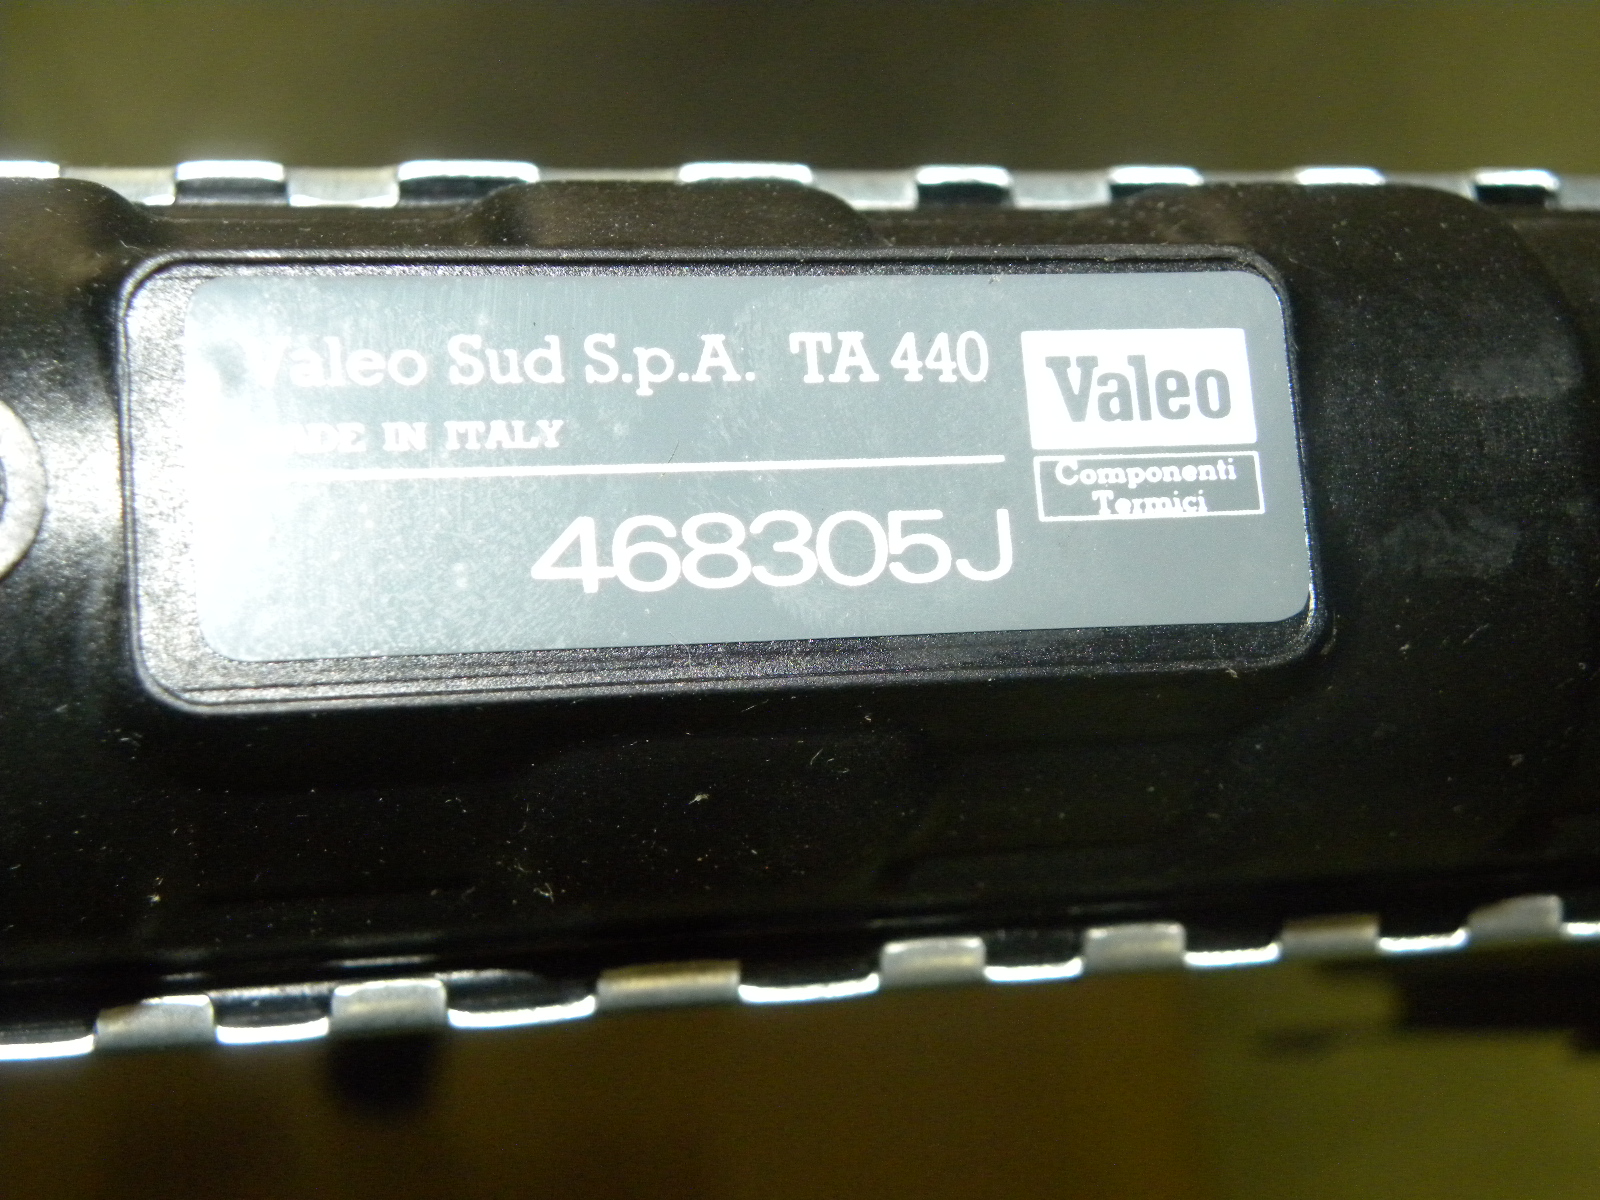 Valeo Sud S.p.A. TA 440
MADE IN ITALY
468305J
Valeo
Componenti
Termici